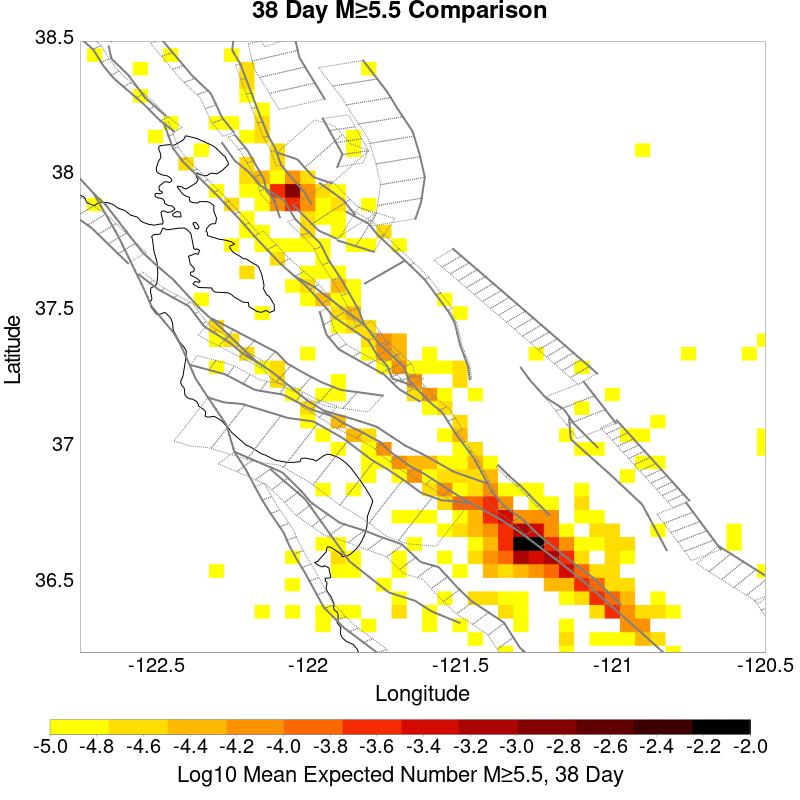 38 Day M≥5.5 Comparison
38.5
38
37.5
37
36.5
Latitude
-122.5 -122 -121.5 -121 -120.5
Longitude
-5.0 -4.8 -4.6 -4.4 -4.2 -4.0 -3.8 -3.6 -3.4 -3.2 -3.0 -2.8 -2.6 -2.4 -2.2 -2.0
Log10 Mean Expected Number M≥5.5, 38 Day